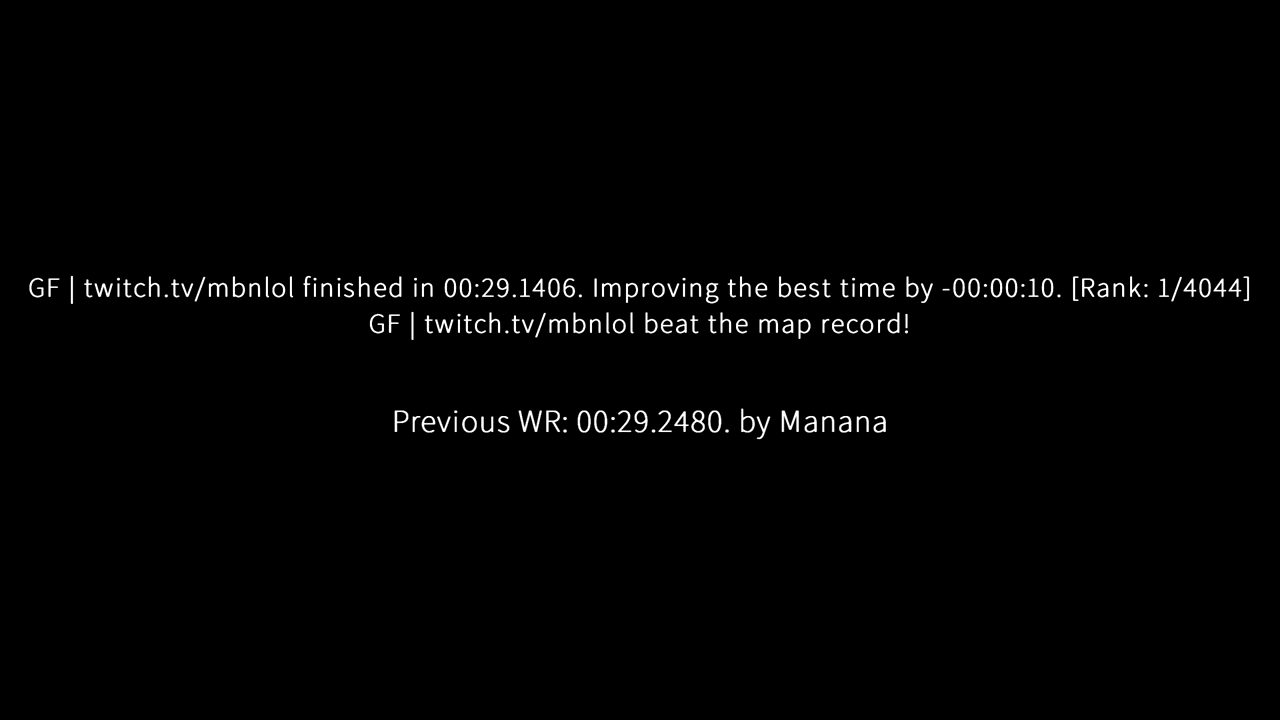 GF | twitch.tv/mbnlol finished in 00:29.1406. Improving the best time by -00:00:10. [Rank: 1/4044]
GF | twitch.tv/mbnlol beat the map record!
Previous WR: 00:29.2480. by Manana